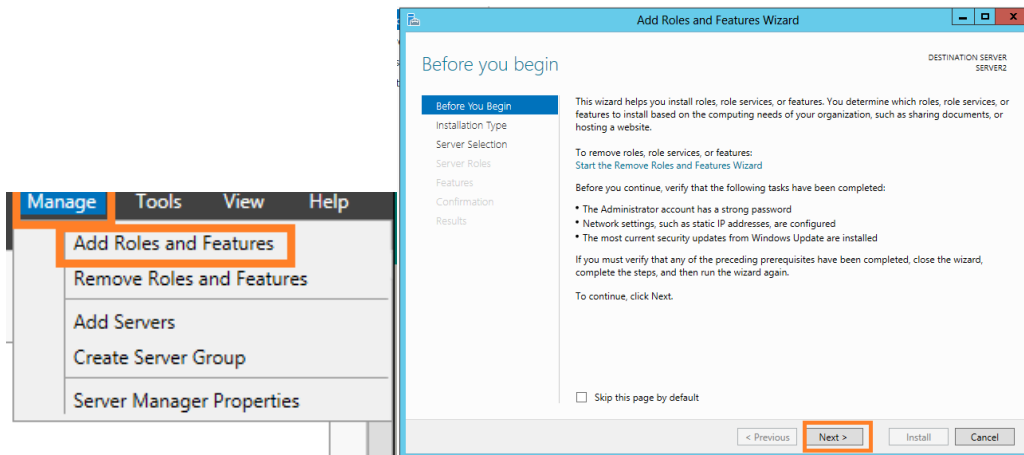 Manage Tools View Help
Add Roles and Features
Remove Roles and Features
Add Servers
Create Server Group
Server Manager Properties
Add Roles and Features Wizard
Before you begin
DESTINATION SERVER
SERVER2
Before You Begin
Installation Type
Server Selection
Server Roles
Features
Confirmation
Results
This wizard helps you install roles, role services, or features. You determine which roles, role services, or
features to install based on the computing needs of your organization, such as sharing documents, or
hosting a website.
To remove roles, role services, or features:
Start the Remove Roles and Features Wizard
Before you continue, verify that the following tasks have been completed:
• The Administrator account has a strong password
• Network settings, such as static IP addresses, are configured
• The most current security updates from Windows Update are installed
If you must verify that any of the preceding prerequisites have been completed, close the wizard,
complete the steps, and then run the wizard again.
To continue, click Next.
Skip this page by default
< Previous Next > Install Cancel